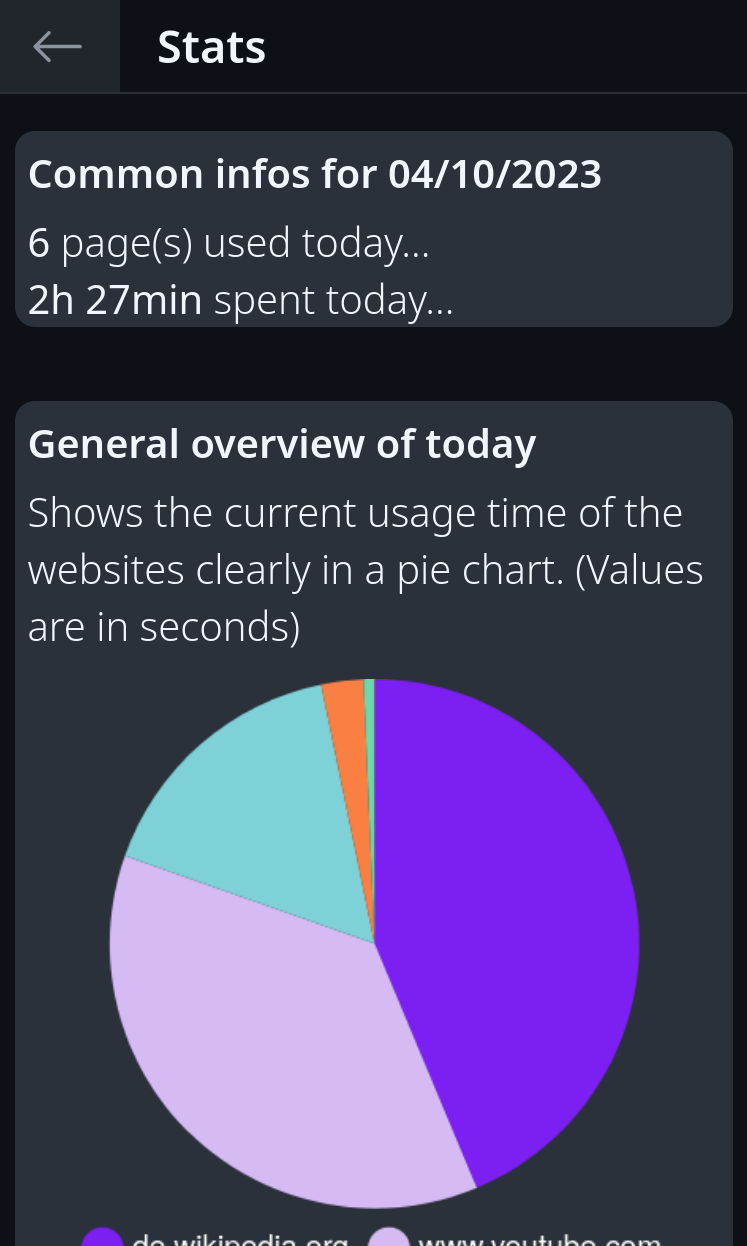 Stats
Common infos for 04/10/2023
6 page(s) used today...
2h 27min spent today...
General overview of today
Shows the current usage time of the
websites clearly in a pie chart. (Values
are in seconds)
de.wikipedia.org www.youtube.com